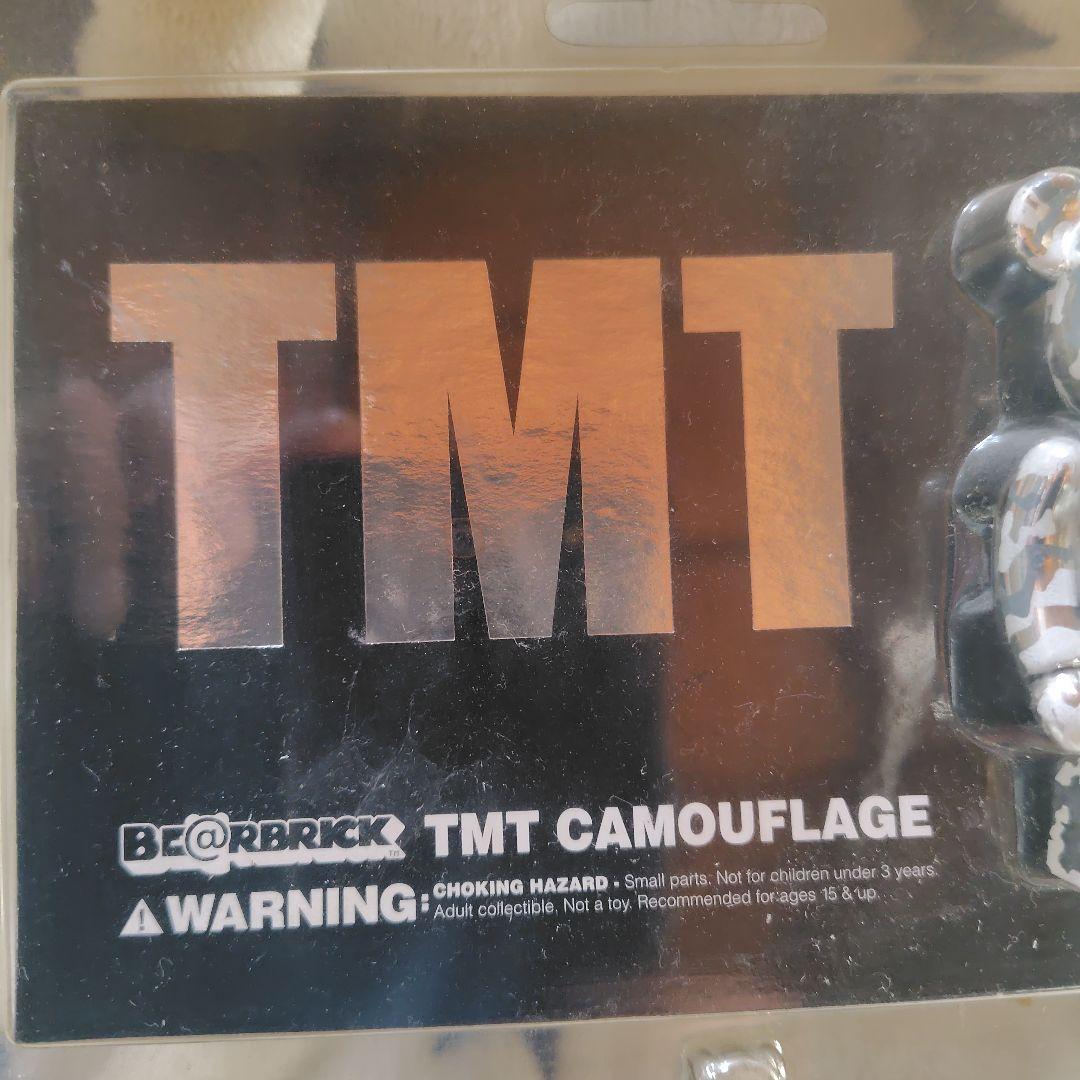 TMT
BE@RBRICK TM TMT CAMOUFLAGE
⚠WARNING: CHOKING HAZARD - Small parts. Not for children under 3 years.
Adult collectible. Not a toy. Recommended for ages 15 & up.